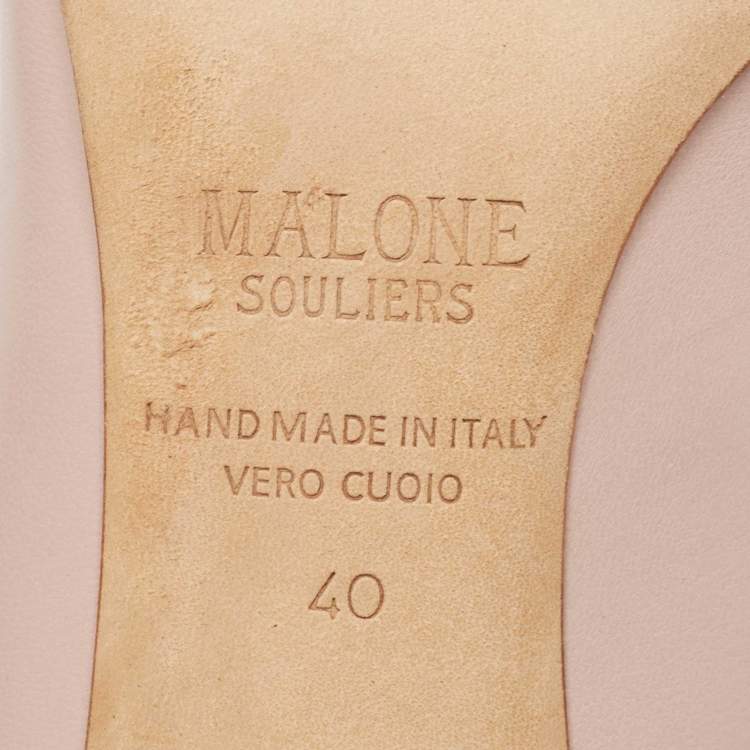 MALONE
SOULIERS
HAND MADE IN ITALY
VERO CUOIO
40